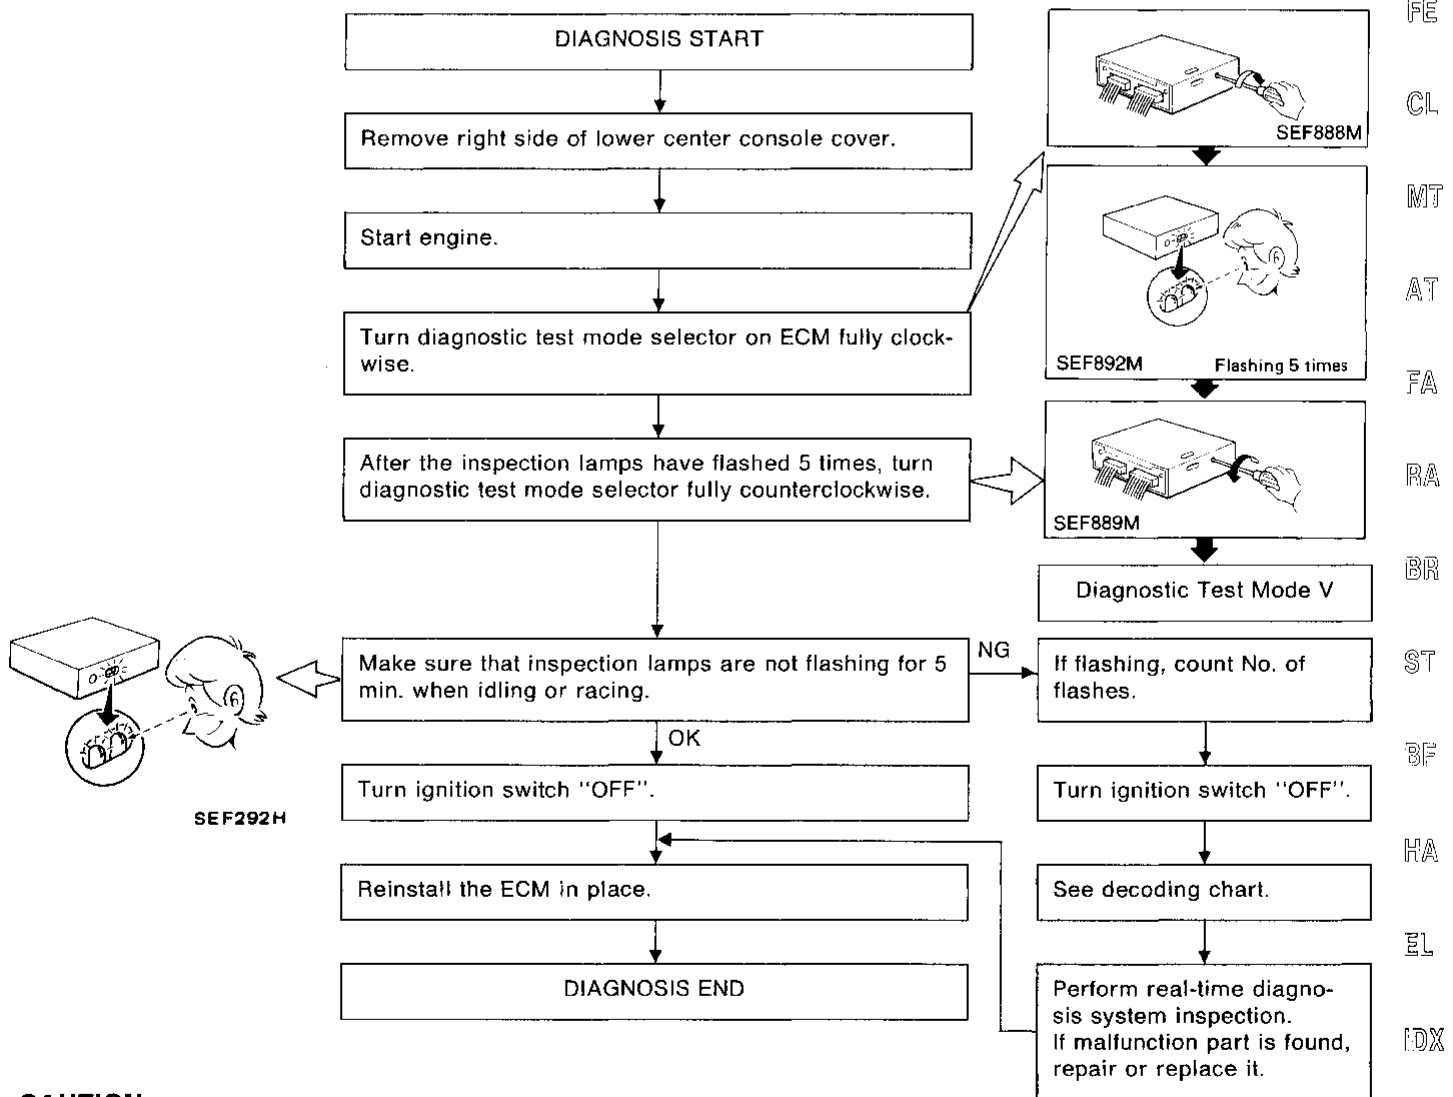 DIAGNOSIS START
Remove right side of lower center console cover.
Start engine.
Turn diagnostic test mode selector on ECM fully clock-
wise.
After the inspection lamps have flashed 5 times, turn
diagnostic test mode selector fully counterclockwise.
SEF888M
SEF892M Flashing 5 times
SEF889M
Diagnostic Test Mode V
Make sure that inspection lamps are not flashing for 5
min. when idling or racing.
NG
If flashing, count No. of
flashes.
OK
SEF292H
Turn ignition switch "OFF".
Turn ignition switch "OFF".
Reinstall the ECM in place.
See decoding chart.
DIAGNOSIS END
Perform real-time diagno-
sis system inspection.
If malfunction part is found,
repair or replace it.
FE
CL
MT
AT
FA
RA
BR
ST
BF
HA
EL
IDX